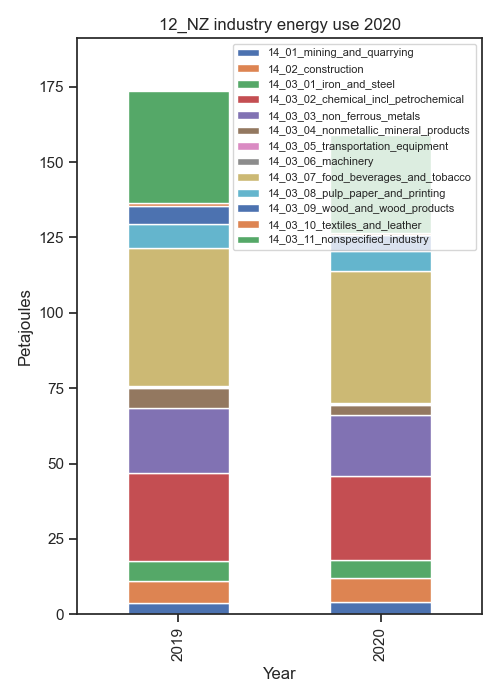 12_NZ industry energy use 2020
14_01_mining_and_quarrying
14_02_construction
14_03_01_iron_and_steel
14_03_02_chemical_incl_petrochemical
14_03_03_non_ferrous_metals
14_03_04_nonmetallic_mineral_products
14_03_05_transportation_equipment
14_03_06_machinery
14_03_07_food_beverages_and_tobacco
14_03_08_pulp_paper_and_printing
14_03_09_wood_and_wood_products
14_03_10_textiles_and_leather
14_03_11_nonspecified_industry
175
150
125
100
75
50
25
0
Petajoules
2019
2020
Year